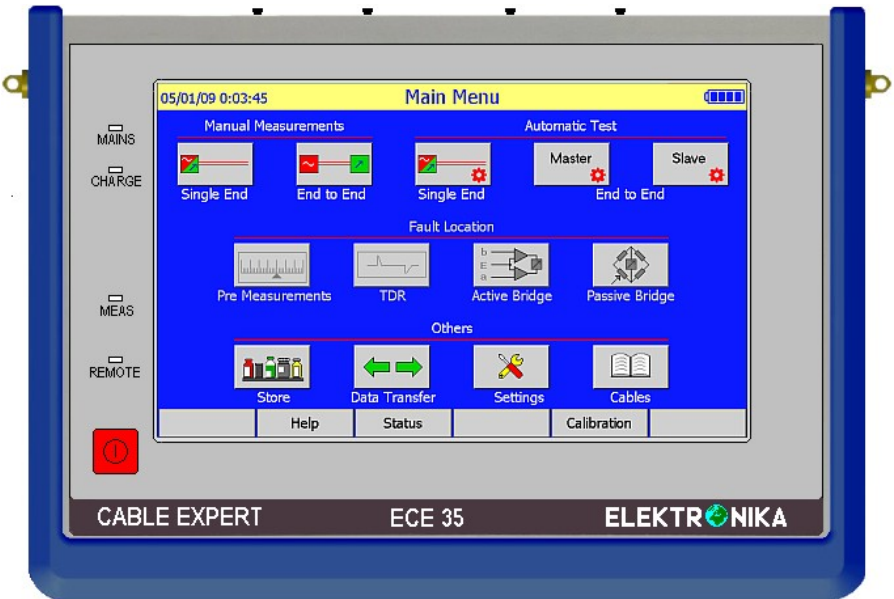 05/01/09 0:03:45 Main Menu
Manual Measurements Automatic Test
Master Slave
Single End End to End Single End End to End
Fault Location
b
E
a
Pre Measurements TDR Active Bridge Passive Bridge
Others
Store Data Transfer Settings Cables
Help Status Calibration
MAINS
CHARGE
MEAS
REMOTE
CABLE EXPERT ECE 35 ELEKTRONIKA